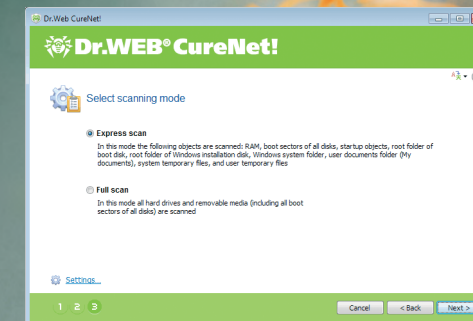 Dr.Web CureNet!
Dr.WEB® CureNet!
Select scanning mode
Express scan
In this mode the following objects are scanned: RAM, boot sectors of all disks, startup objects, root folder of
boot disk, root folder of Windows installation disk, Windows system folder, user documents folder (My
documents), system temporary files, and user temporary files
Full scan
In this mode all hard drives and removable media (including all boot
sectors of all disks) are scanned
Settings...
1 2 3
Cancel < Back Next >